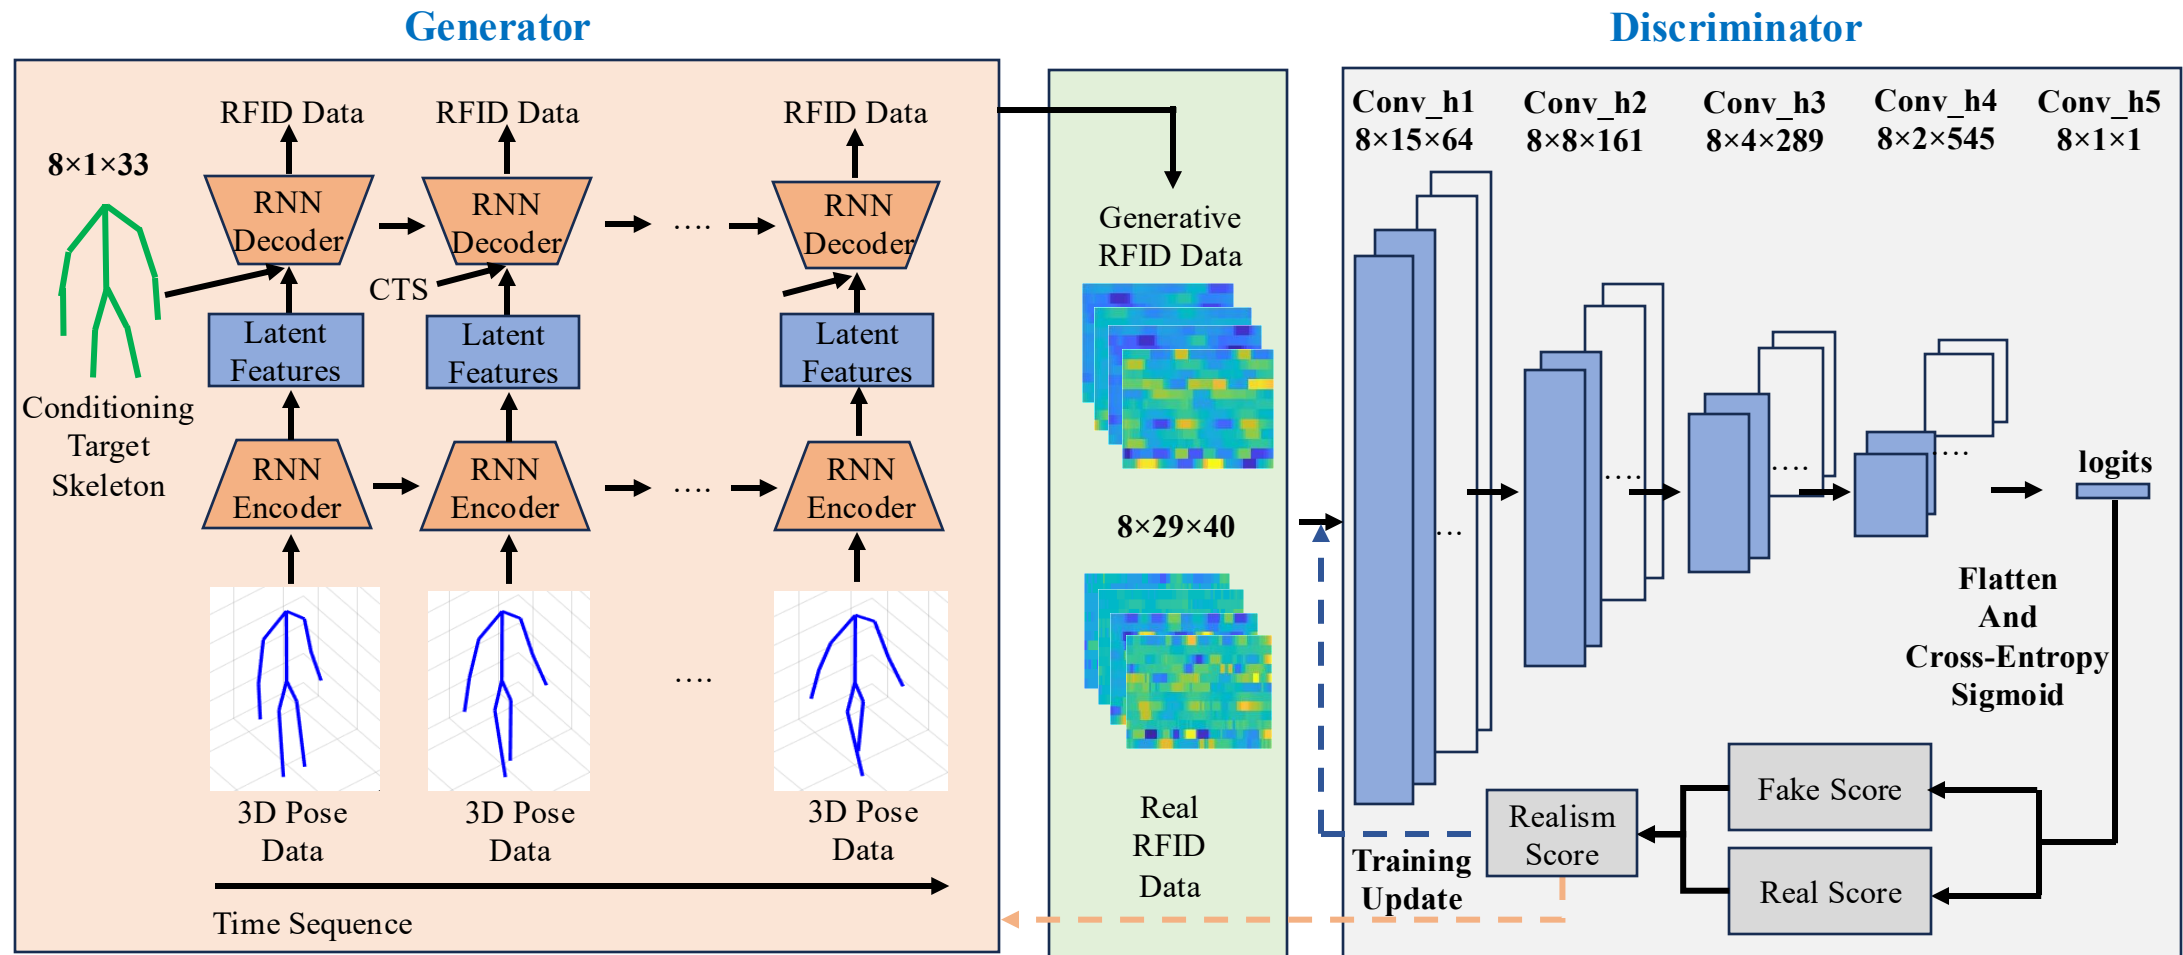 Generator
Discriminator
RFID Data
RFID Data
RFID Data
8×1×33
RNN
Decoder
RNN
Decoder
....
RNN
Decoder
CTS
Latent
Features
Latent
Features
Latent
Features
Conditioning
Target
Skeleton
RNN
Encoder
RNN
Encoder
....
RNN
Encoder
....
3D Pose
Data
3D Pose
Data
3D Pose
Data
Time Sequence
Generative
RFID Data
8×29×40
Real
RFID
Data
Conv_h1
8×15×64
Conv_h2
8×8×161
Conv_h3
8×4×289
Conv_h4
8×2×545
Conv_h5
8×1×1
...
....
....
....
logits
Flatten
And
Cross-Entropy
Sigmoid
Fake Score
Real Score
Realism
Score
Training
Update